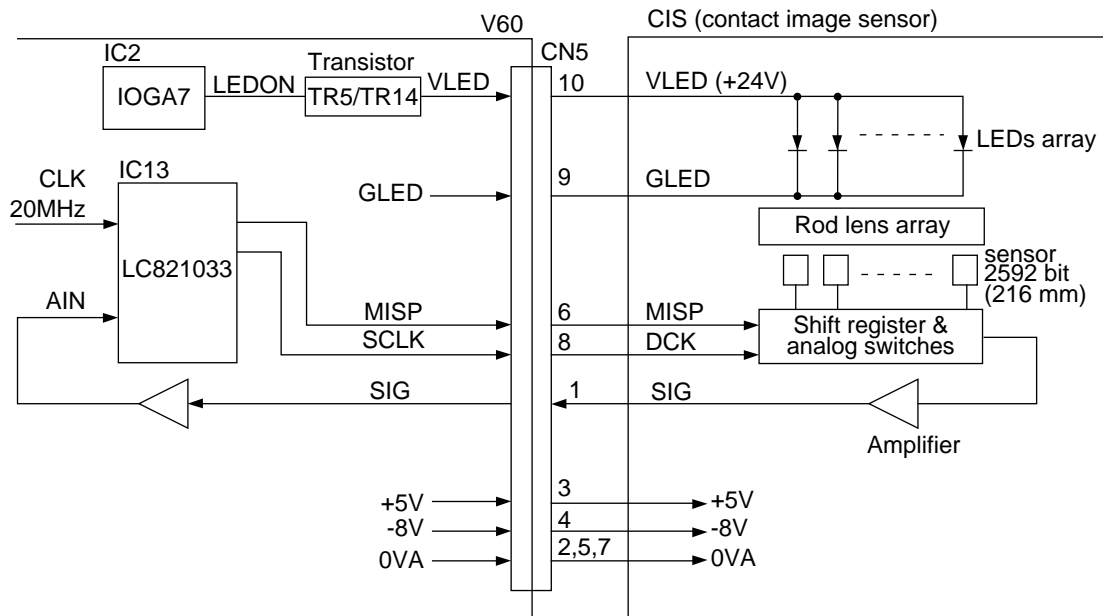 V60
CIS (contact image sensor)
IC2
IOGA7
LEDON
Transistor
TR5/TR14
VLED
CN5
10
VLED (+24V)
LEDs array
IC13
CLK
20MHz
LC821033
AIN
GLED
9
GLED
Rod lens array
sensor
2592 bit
(216 mm)
MISP
6
MISP
SCLK
8
DCK
Shift register &
analog switches
SIG
1
SIG
Amplifier
+5V
3
+5V
-8V
4
-8V
0VA
2,5,7
0VA